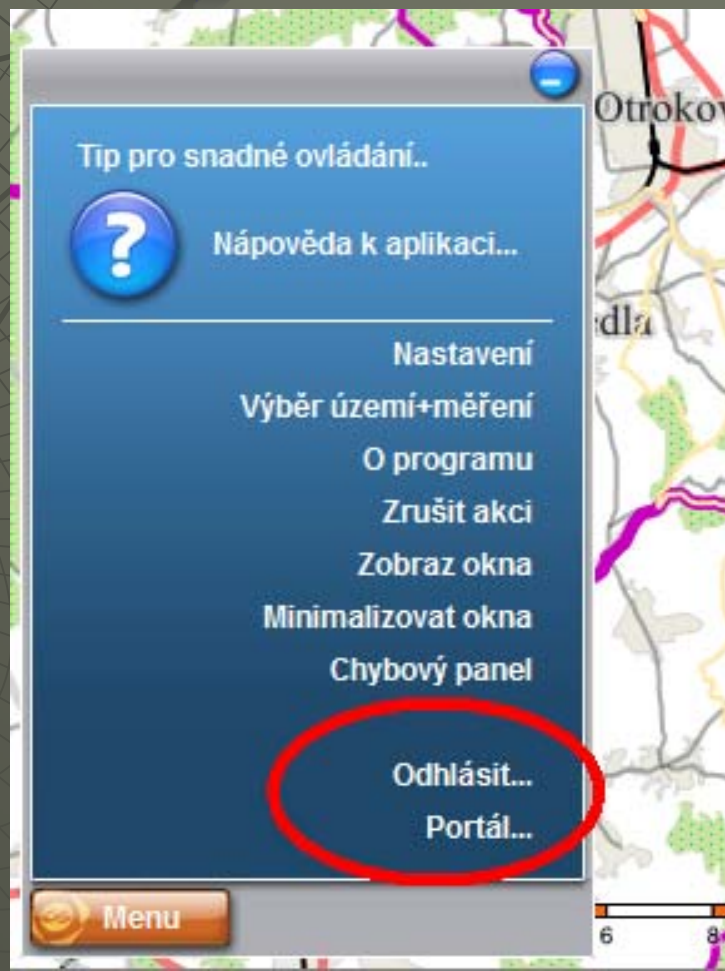 Otrokov
Tip pro snadné ovládání..
Nápověda k aplikaci...
dla
Nastavení
Výběr území+měření
O programu
Zrušit akci
Zobraz okna
Minimalizovat okna
Chybový panel
Odhlásit...
Portál...
Menu
6 8